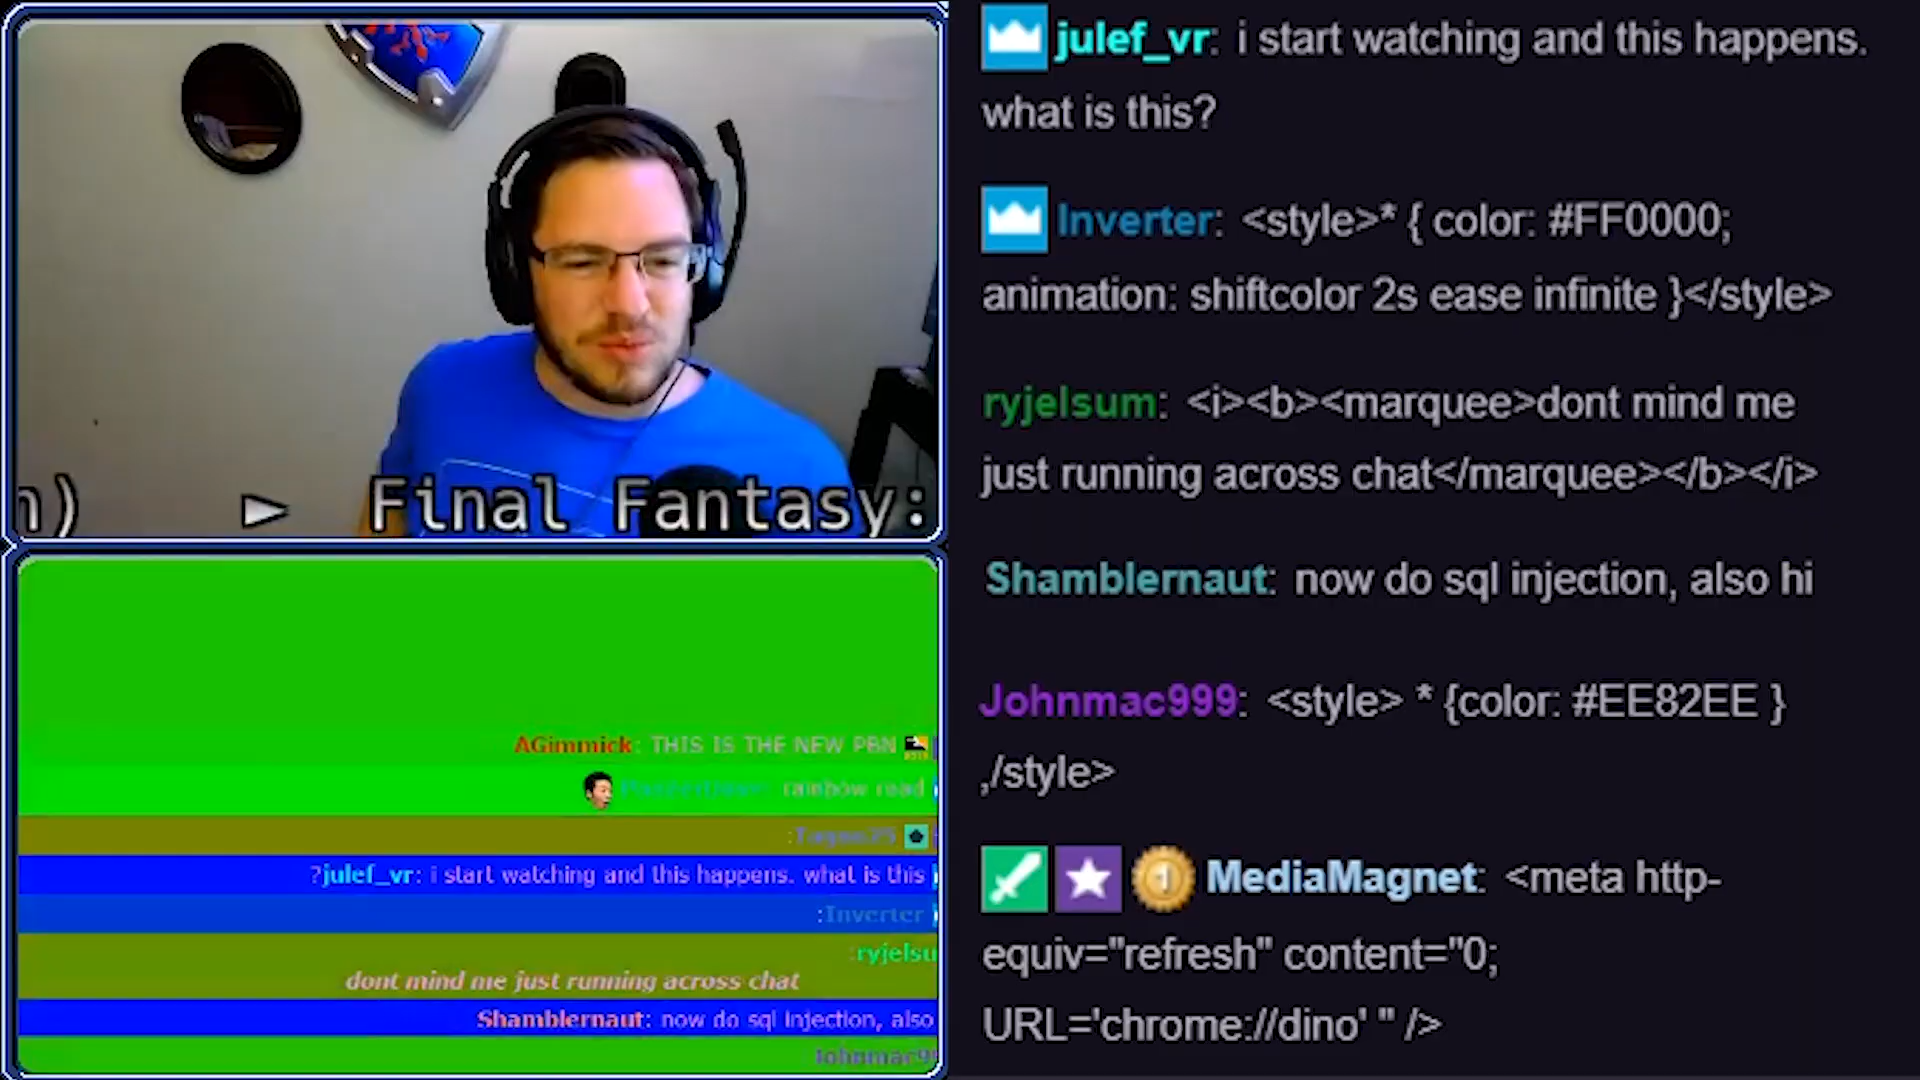 n) ► Final Fantasy:
AGimmick: THIS IS THE NEW PBN
rainbow road
:
?julef_vr: i start watching and this happens. what is this
:Inverter
:ryjelsu
dont mind me just running across chat
Shamblernaut: now do sql injection, also
Johnmac9
julef_vr: i start watching and this happens.
what is this?
Inverter: <style>* { color: #FF0000;
animation: shiftcolor 2s ease infinite }</style>
ryjelsum: <i><b><marquee>dont mind me
just running across chat</marquee></b></i>
Shamblernaut: now do sql injection, also hi
Johnmac999: <style> * {color: #EE82EE }
,/style>
MediaMagnet: <meta http-
equiv="refresh" content="0;
URL='chrome://dino' " />